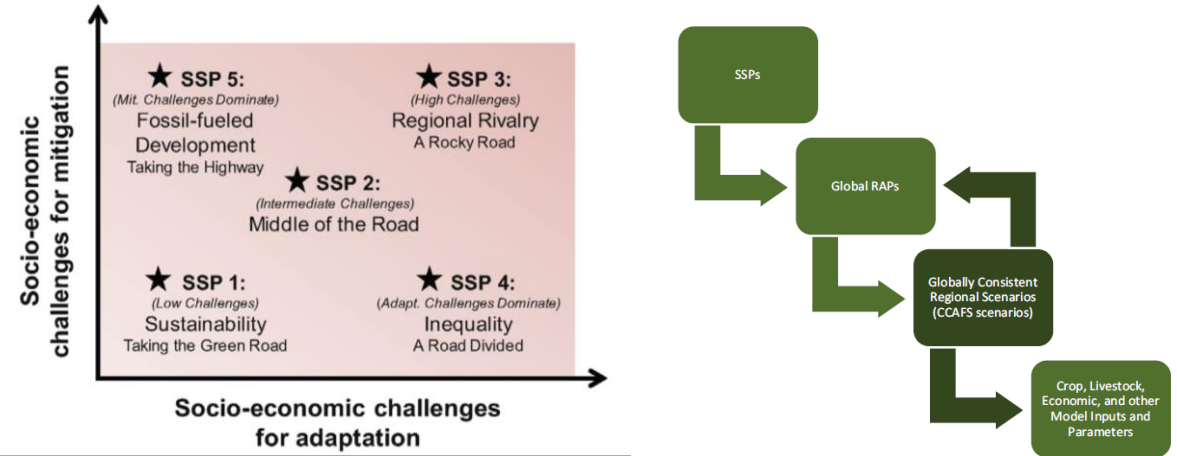 Socio-economic
challenges for mitigation
★ SSP 5:
(Mit. Challenges Dominate)
Fossil-fueled
Development
Taking the Highway
★ SSP 3:
(High Challenges)
Regional Rivalry
A Rocky Road
★ SSP 2:
(Intermediate Challenges)
Middle of the Road
★ SSP 1:
(Low Challenges)
Sustainability
Taking the Green Road
★ SSP 4:
(Adapt. Challenges Dominate)
Inequality
A Road Divided
Socio-economic challenges
for adaptation
SSPs
Global RAPs
Globally Consistent
Regional Scenarios
(CCAFS scenarios)
Crop, Livestock,
Economic, and other
Model Inputs and
Parameters